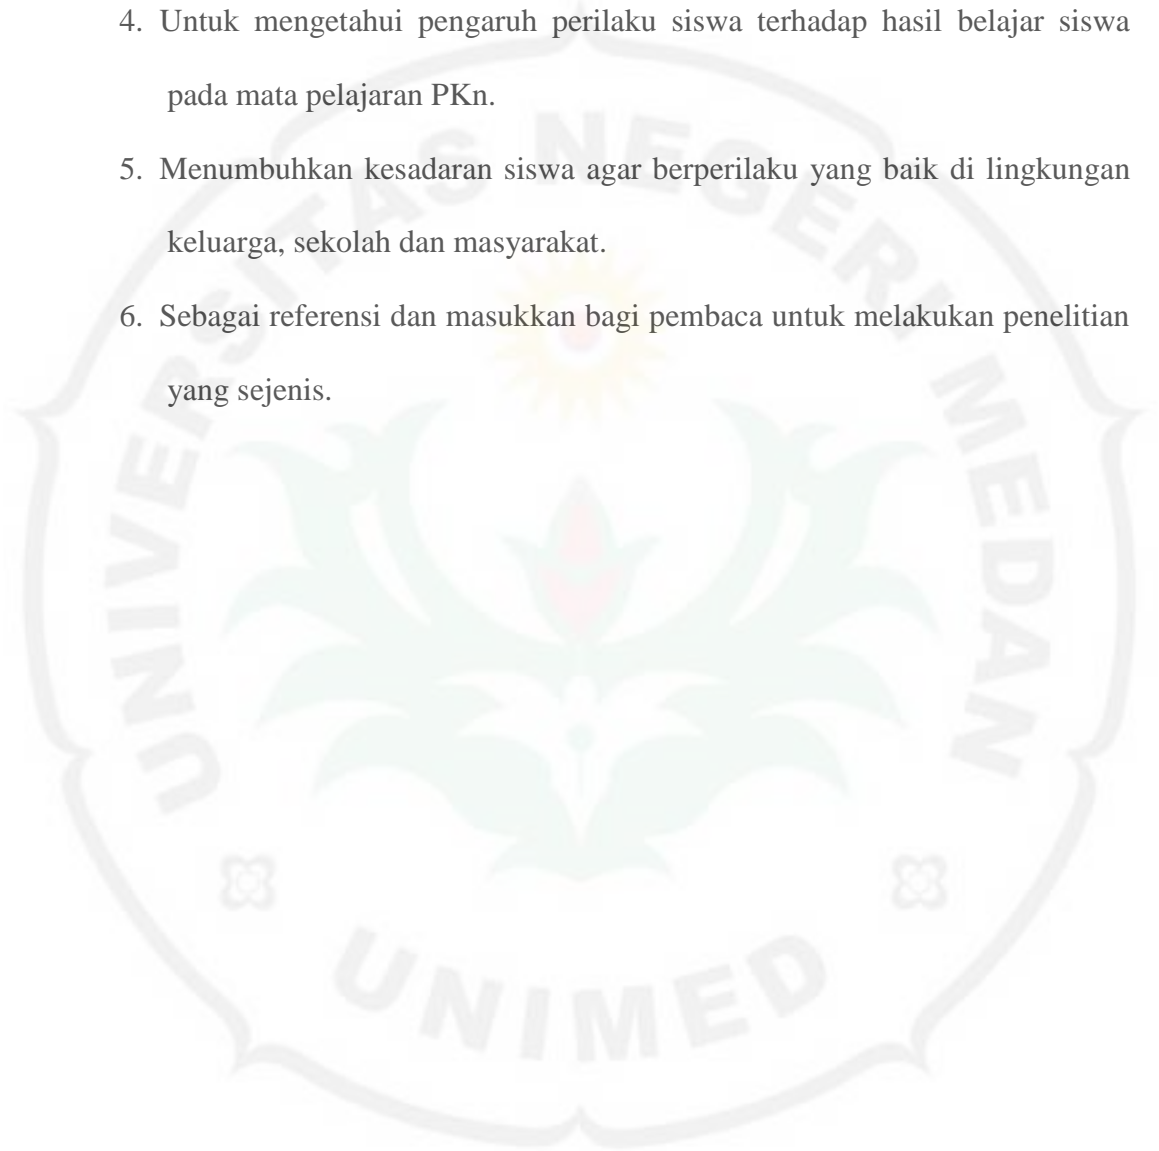 4. Untuk mengetahui pengaruh perilaku siswa terhadap hasil belajar siswa
pada mata pelajaran PKn.
5. Menumbuhkan kesadaran siswa agar berperilaku yang baik di lingkungan
keluarga, sekolah dan masyarakat.
6. Sebagai referensi dan masukkan bagi pembaca untuk melakukan penelitian
yang sejenis.
UNIVERSITAS NEGERI MEDAN
UNIMED